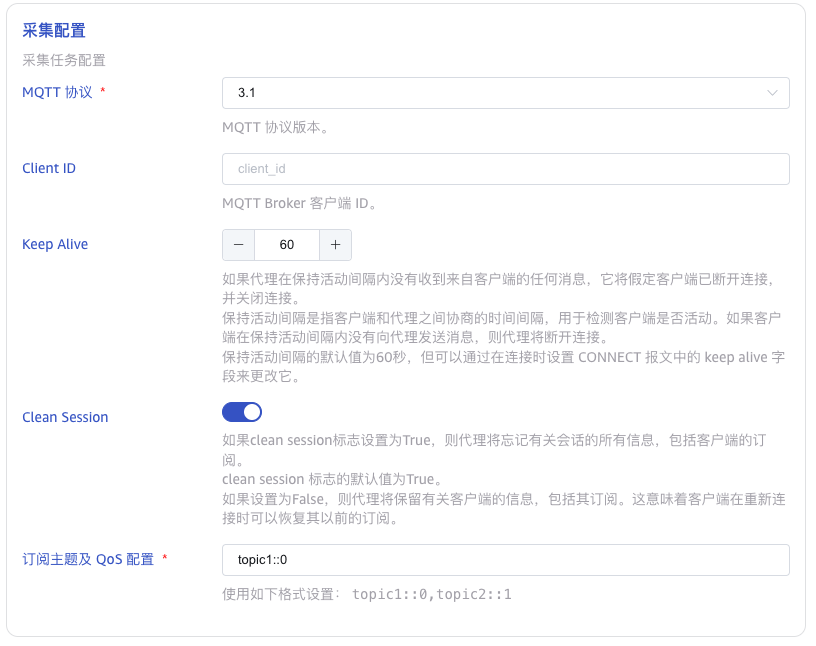 采集配置
采集任务配置
MQTT 协议 *
3.1
MQTT 协议版本。
Client ID
client_id
MQTT Broker 客户端 ID。
Keep Alive
− 60 +
如果代理在保持活动间隔内没有收到来自客户端的任何消息，它将假定客户端已断开连接，
并关闭连接。
保持活动间隔是指客户端和代理之间协商的时间间隔，用于检测客户端是否活动。如果客户
端在保持活动间隔内没有向代理发送消息，则代理将断开连接。
保持活动间隔的默认值为60秒，但可以通过在连接时设置 CONNECT 报文中的 keep alive 字
段来更改它。
Clean Session
如果clean session标志设置为True，则代理将忘记有关会话的所有信息，包括客户端的订
阅。
clean session 标志的默认值为True。
如果设置为False，则代理将保留有关客户端的信息，包括其订阅。这意味着客户端在重新连
接时可以恢复其以前的订阅。
订阅主题及 QoS 配置 *
topic1::0
使用如下格式设置： topic1::0,topic2::1